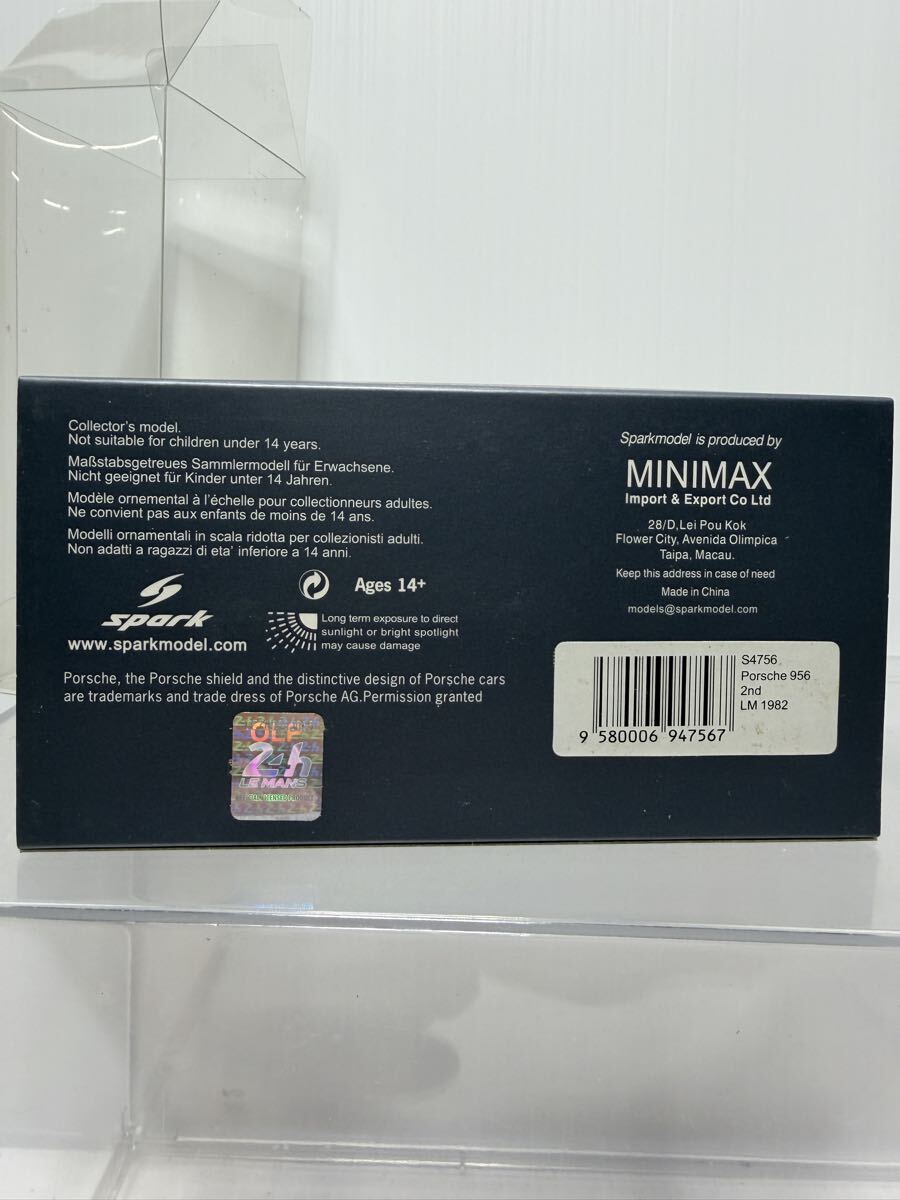 Collector's model.
Not suitable for children under 14 years.
Maßstabsgetreues Sammlermodell für Erwachsene.
Nicht geeignet für Kinder unter 14 Jahren.
Modèle ornemental à l'échelle pour collectionneurs adultes.
Ne convient pas aux enfants de moins de 14 ans.
Modelli ornamentali in scala ridotta per collezionisti adulti.
Non adatti a ragazzi di eta' inferiore a 14 anni.
Ages 14+
spark
www.sparkmodel.com
Long term exposure to direct
sunlight or bright spotlight
may cause damage
Porsche, the Porsche shield and the distinctive design of Porsche cars
are trademarks and trade dress of Porsche AG.Permission granted
OLP
24h
LE MANS
Sparkmodel is produced by
MINIMAX
Import & Export Co Ltd
28/D,Lei Pou Kok
Flower City, Avenida Olimpica
Taipa, Macau.
Keep this address in case of need
Made in China
models@sparkmodel.com
S4756
Porsche 956
2nd
LM 1982
9 580006 947567